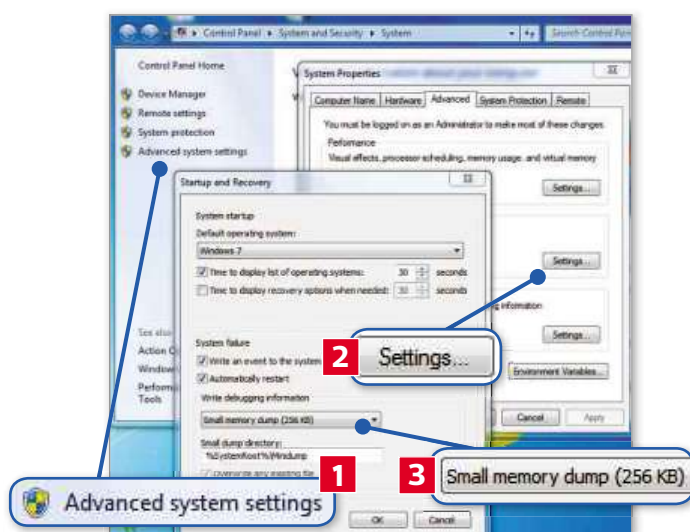 Control Panel ▸ System and Security ▸ System
Search Control
Control Panel Home
Device Manager
Remote settings
System protection
Advanced system settings
See also
Action
Window
Perform
Tools
System Properties
Computer Name Hardware Advanced System Protection Remote
You must be logged on as an Administrator to make most of these changes.
Performance
Visual effects, processor scheduling, memory usage, and virtual memory
Settings...
Settings...
information
Settings...
Environment Variables...
Cancel Apply
Startup and Recovery
System startup
Default operating system:
Windows 7
Time to display list of operating systems: 30 seconds
Time to display recovery options when needed: 30 seconds
System failure
Write an event to the system
Automatically restart
Write debugging information
Small memory dump (256 KB)
Small dump directory:
%SystemRoot%\Minidump
Overwrite any existing file
OK Cancel
2 Settings...
1
Advanced system settings
3 Small memory dump (256 KB)